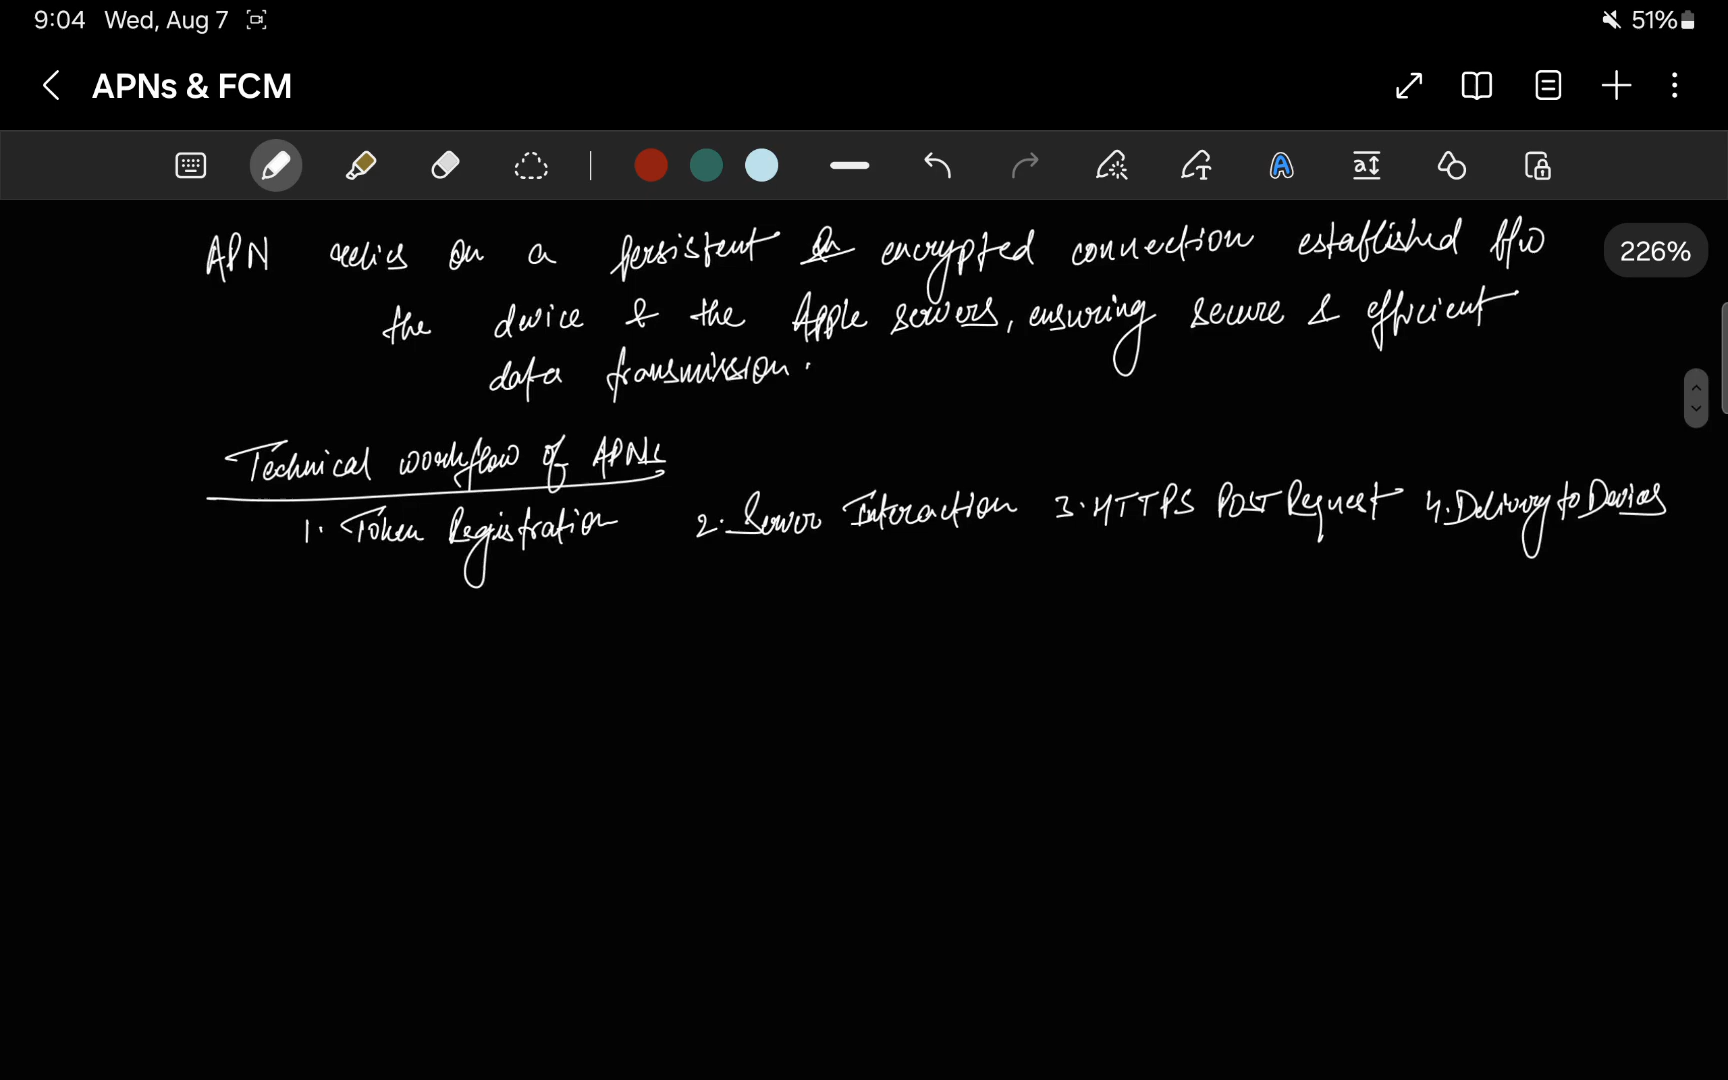 9:04 Wed, Aug 7 51%
APNs & FCM
226%
APN relies on a persistent & encrypted connection established b/w
the device & the Apple servers, ensuring secure & efficient
data transmission.
Technical workflow of APNs
1. Token Registration 2. Server Interaction 3. HTTPS POST Request 4. Delivery to Devices